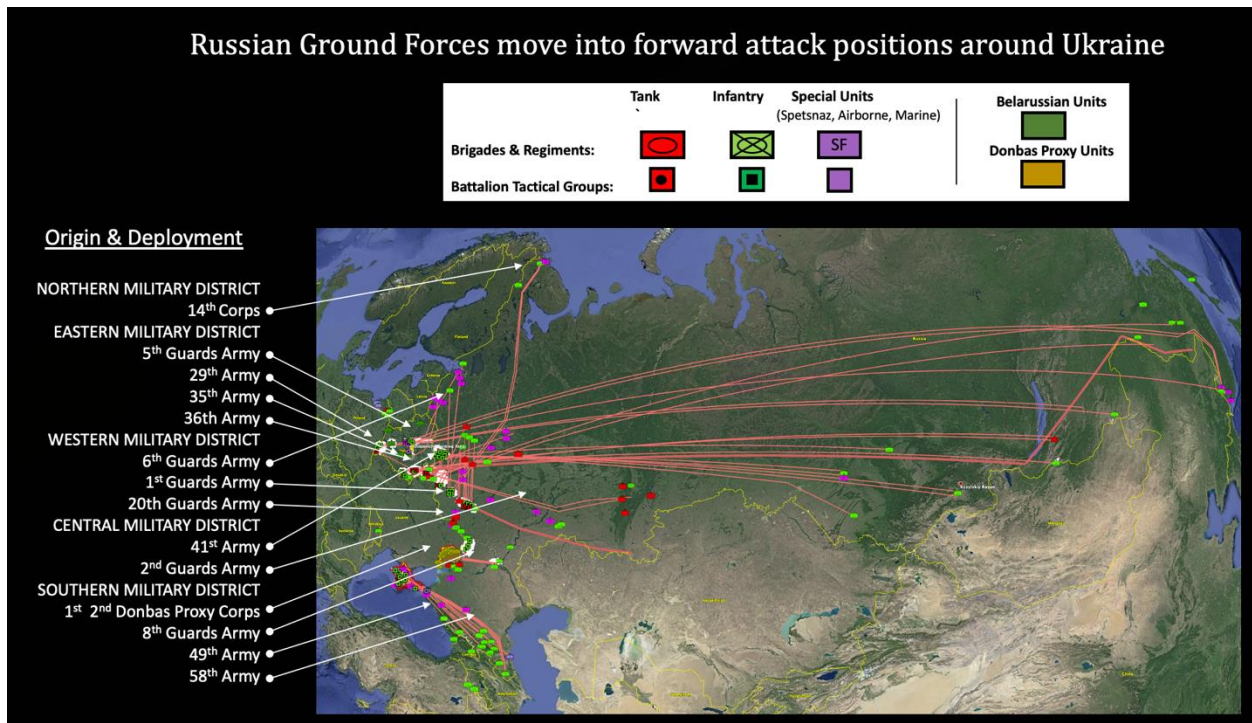 Russian Ground Forces move into forward attack positions around Ukraine
Tank Infantry Special Units
` (Spetsnaz, Airborne, Marine)
Brigades & Regiments: SF
Battalion Tactical Groups:
Belarussian Units
Donbas Proxy Units
Origin & Deployment
NORTHERN MILITARY DISTRICT
14th Corps
EASTERN MILITARY DISTRICT
5th Guards Army
29th Army
35th Army
36th Army
WESTERN MILITARY DISTRICT
6th Guards Army
1st Guards Army
20th Guards Army
CENTRAL MILITARY DISTRICT
41st Army
2nd Guards Army
SOUTHERN MILITARY DISTRICT
1st 2nd Donbas Proxy Corps
8th Guards Army
49th Army
58th Army
Finland
Russia